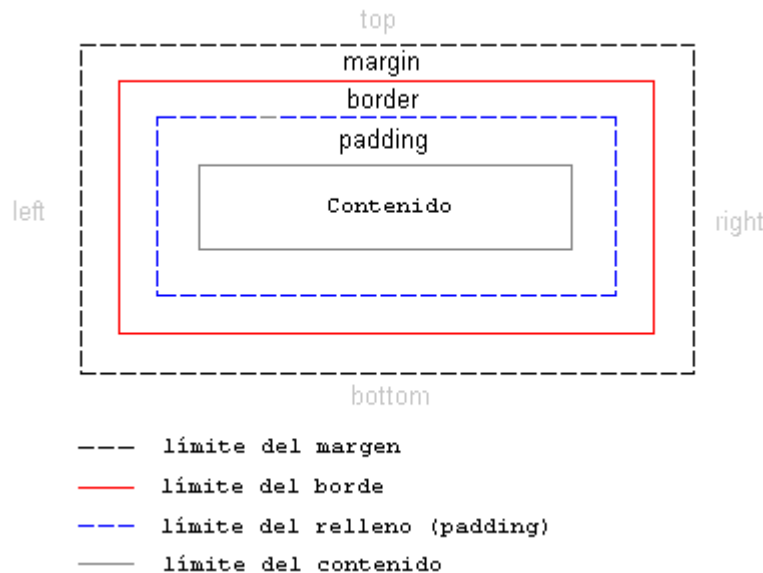 top
margin
border
padding
Contenido
left
right
bottom
límite del margen
límite del borde
límite del relleno (padding)
límite del contenido